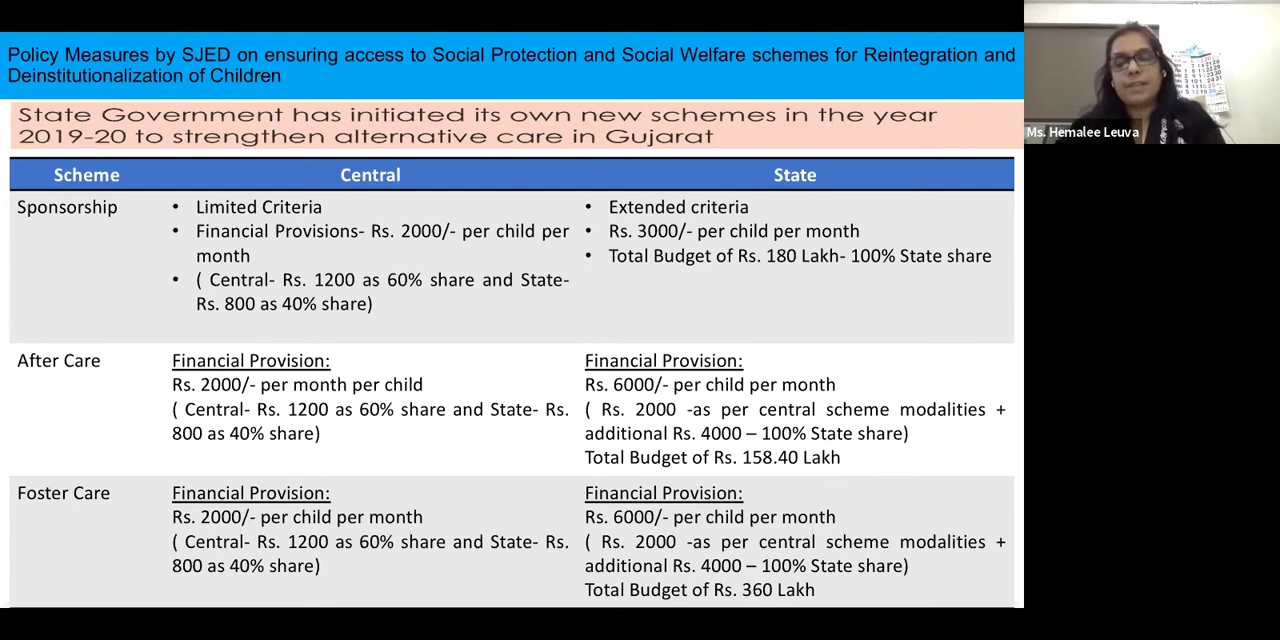 Policy Measures by SJED on ensuring access to Social Protection and Social Welfare schemes for Reintegration and
Deinstitutionalization of Children
State Government has initiated its own new schemes in the year
2019-20 to strengthen alternative care in Gujarat
Scheme Central State
Sponsorship
• Limited Criteria
• Financial Provisions- Rs. 2000/- per child per
month
• ( Central- Rs. 1200 as 60% share and State-
Rs. 800 as 40% share)
• Extended criteria
• Rs. 3000/- per child per month
• Total Budget of Rs. 180 Lakh- 100% State share
After Care
Financial Provision:
Rs. 2000/- per month per child
( Central- Rs. 1200 as 60% share and State- Rs.
800 as 40% share)
Financial Provision:
Rs. 6000/- per child per month
( Rs. 2000 -as per central scheme modalities +
additional Rs. 4000 – 100% State share)
Total Budget of Rs. 158.40 Lakh
Foster Care
Financial Provision:
Rs. 2000/- per child per month
( Central- Rs. 1200 as 60% share and State- Rs.
800 as 40% share)
Financial Provision:
Rs. 6000/- per child per month
( Rs. 2000 -as per central scheme modalities +
additional Rs. 4000 – 100% State share)
Total Budget of Rs. 360 Lakh
Ms. Hemalee Leuva